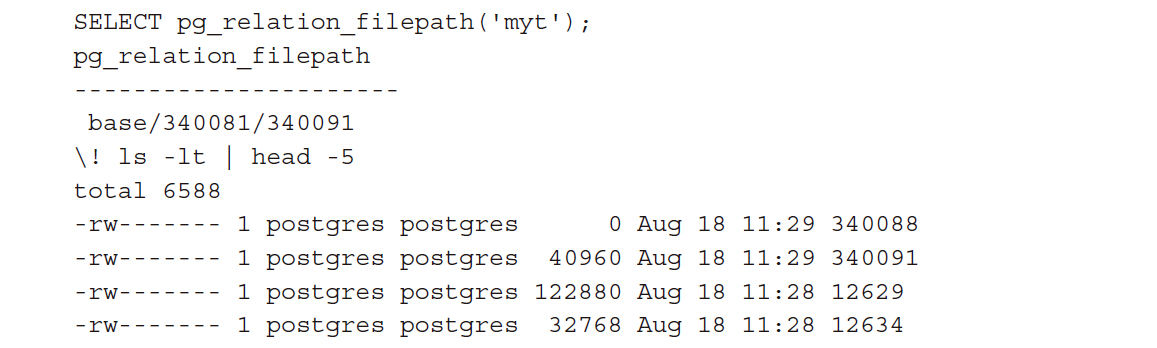 SELECT pg_relation_filepath('myt');
pg_relation_filepath
----------------------
 base/340081/340091
\! ls -lt | head -5
total 6588
-rw------- 1 postgres postgres      0 Aug 18 11:29 340088
-rw------- 1 postgres postgres  40960 Aug 18 11:29 340091
-rw------- 1 postgres postgres 122880 Aug 18 11:28 12629
-rw------- 1 postgres postgres  32768 Aug 18 11:28 12634